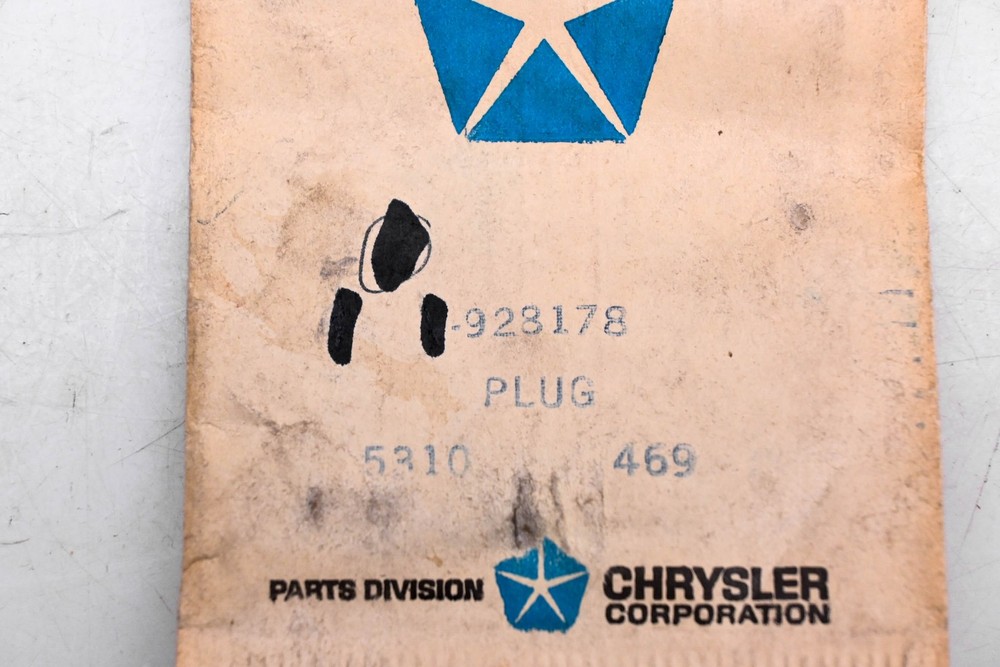 -928178
PLUG
5310 469
PARTS DIVISION CHRYSLER CORPORATION